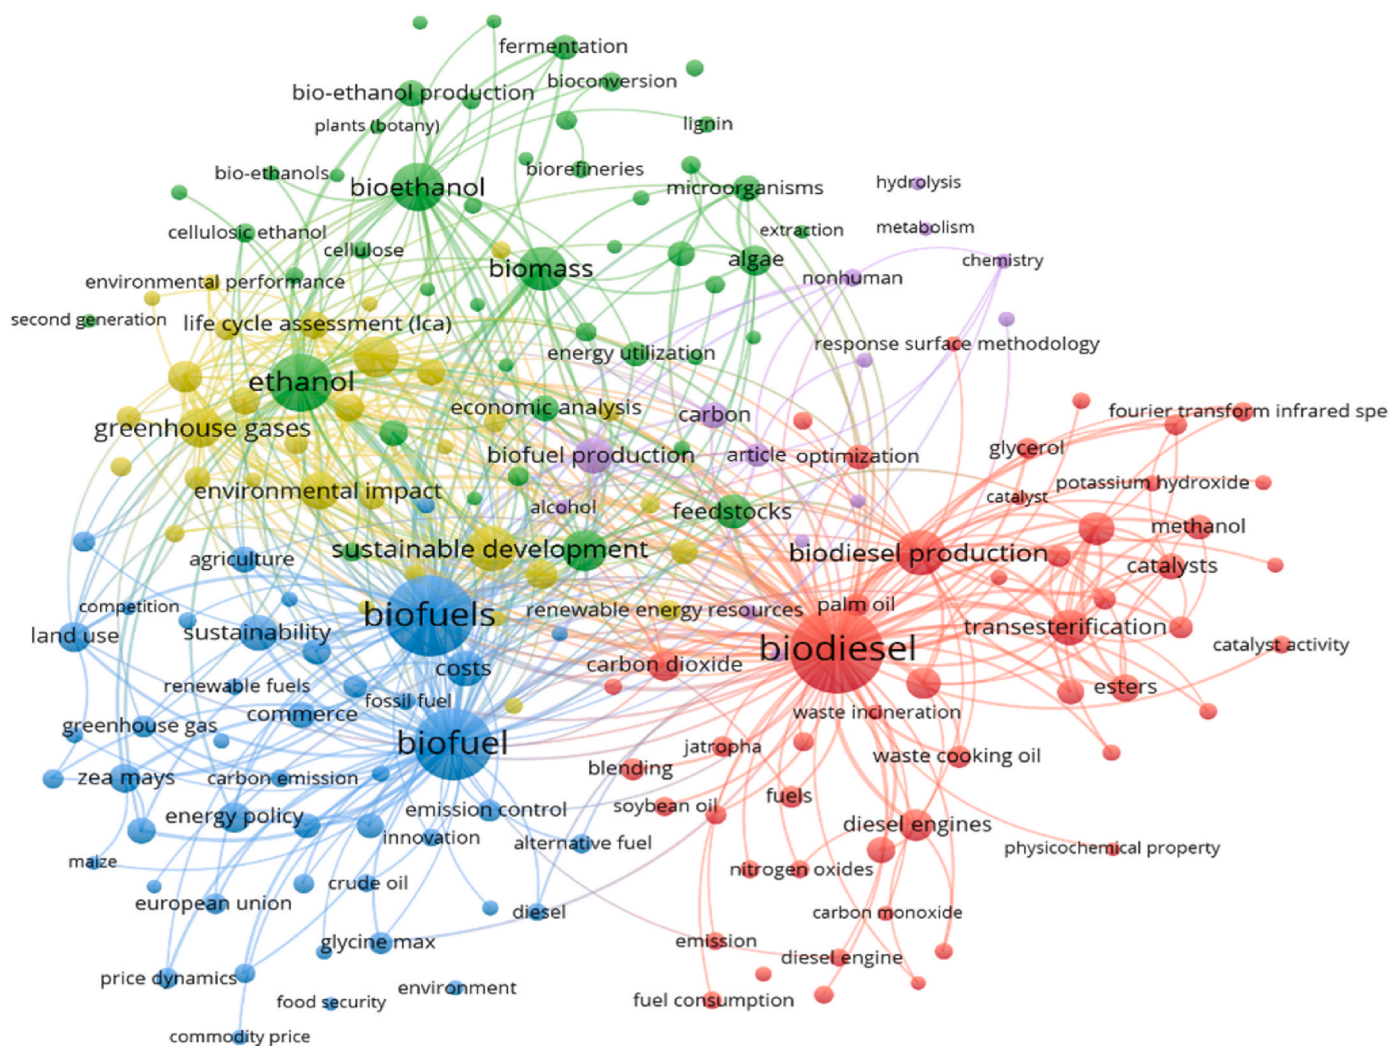 fermentation
bioconversion
bio-ethanol production
plants (botany)
lignin
bio-ethanols
biorefineries
bioethanol
microorganisms
hydrolysis
cellulosic ethanol
extraction
metabolism
cellulose
biomass
algae
chemistry
environmental performance
nonhuman
second generation
life cycle assessment (lca)
energy utilization
response surface methodology
ethanol
economic analysis
carbon
fourier transform infrared spe
greenhouse gases
biofuel production
article
optimization
glycerol
environmental impact
alcohol
feedstocks
catalyst
potassium hydroxide
sustainable development
biodiesel production
methanol
agriculture
catalysts
competition
biofuels
renewable energy resources
palm oil
land use
sustainability
transesterification
costs
carbon dioxide
biodiesel
catalyst activity
renewable fuels
fossil fuel
esters
greenhouse gas
commerce
waste incineration
biofuel
jatropha
waste cooking oil
zea mays
carbon emission
blending
energy policy
emission control
soybean oil
fuels
diesel engines
innovation
alternative fuel
physicochemical property
maize
crude oil
nitrogen oxides
european union
diesel
carbon monoxide
glycine max
emission
diesel engine
price dynamics
environment
food security
fuel consumption
commodity price